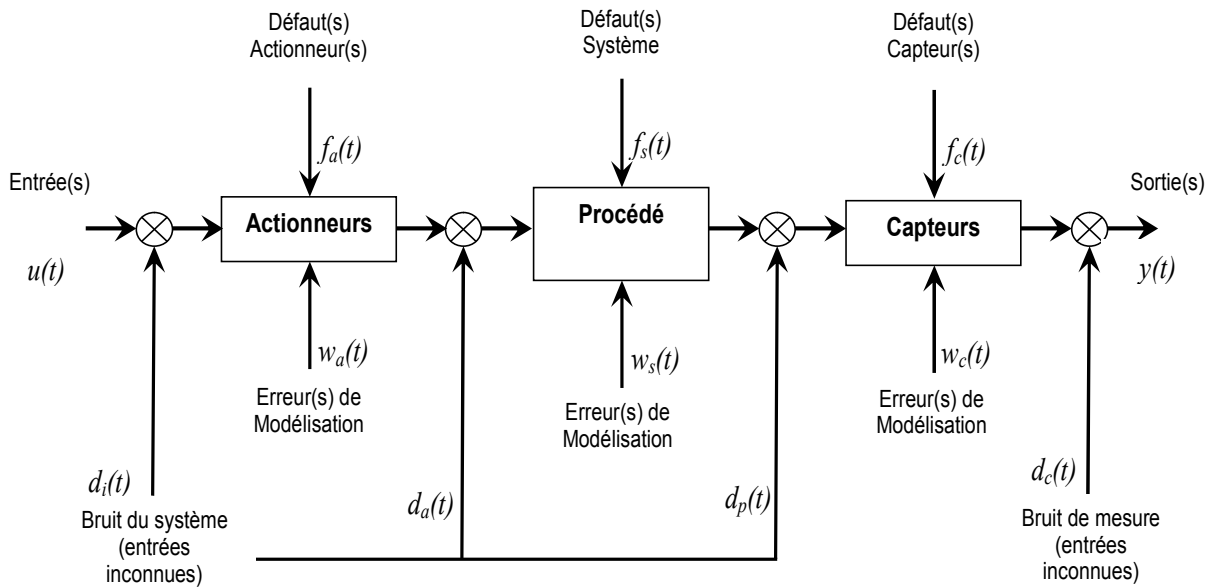 Défaut(s)
Actionneur(s)
Défaut(s)
Système
Défaut(s)
Capteur(s)
fa(t)
fs(t)
fc(t)
Entrée(s)
Sortie(s)
Actionneurs
Procédé
Capteurs
u(t)
y(t)
wa(t)
ws(t)
wc(t)
Erreur(s) de
Modélisation
Erreur(s) de
Modélisation
Erreur(s) de
Modélisation
di(t)
da(t)
dp(t)
dc(t)
Bruit du système
(entrées
inconnues)
Bruit de mesure
(entrées
inconnues)